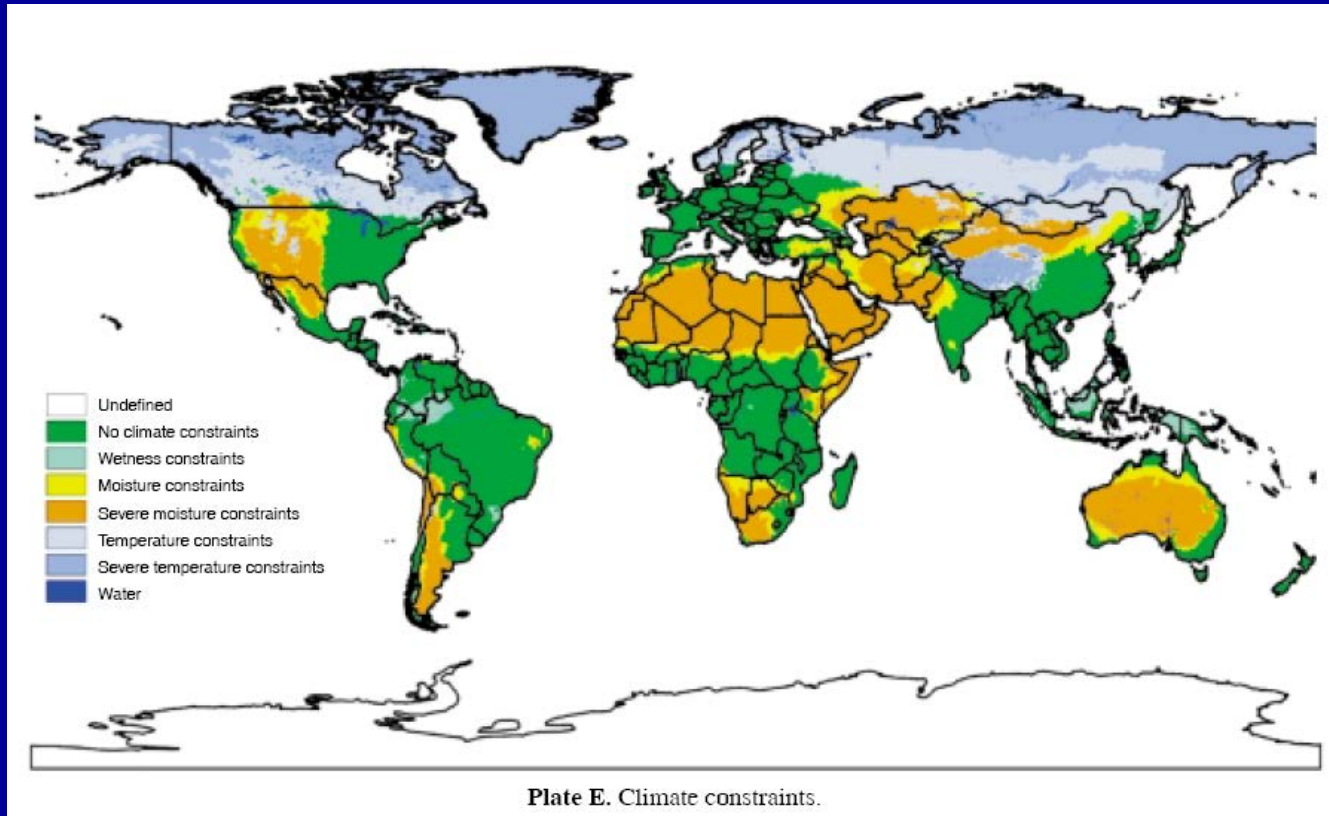 Undefined
No climate constraints
Wetness constraints
Moisture constraints
Severe moisture constraints
Temperature constraints
Severe temperature constraints
Water
Plate E. Climate constraints.